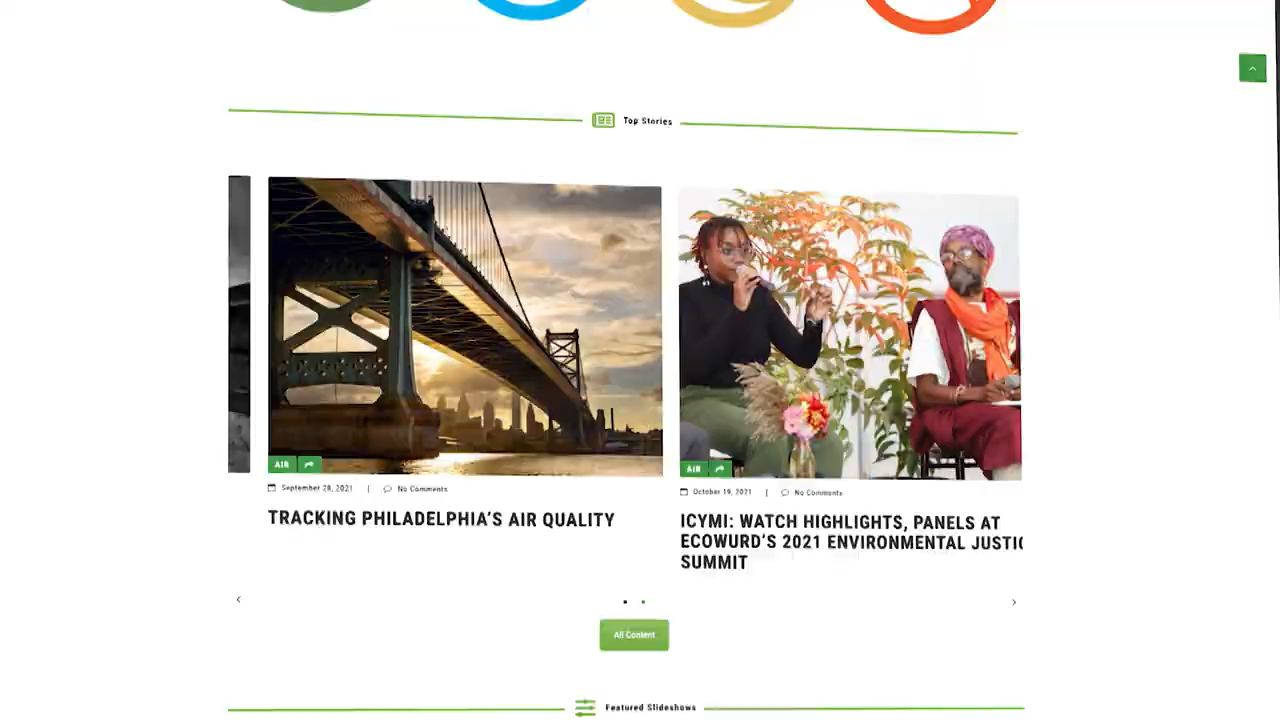 Top Stories
AIR
September 28, 2021 | No Comments
TRACKING PHILADELPHIA'S AIR QUALITY
AIR
October 19, 2021 | No Comments
ICYMI: WATCH HIGHLIGHTS, PANELS AT
ECOWURD'S 2021 ENVIRONMENTAL JUSTIC
SUMMIT
All Content
Featured Slideshows